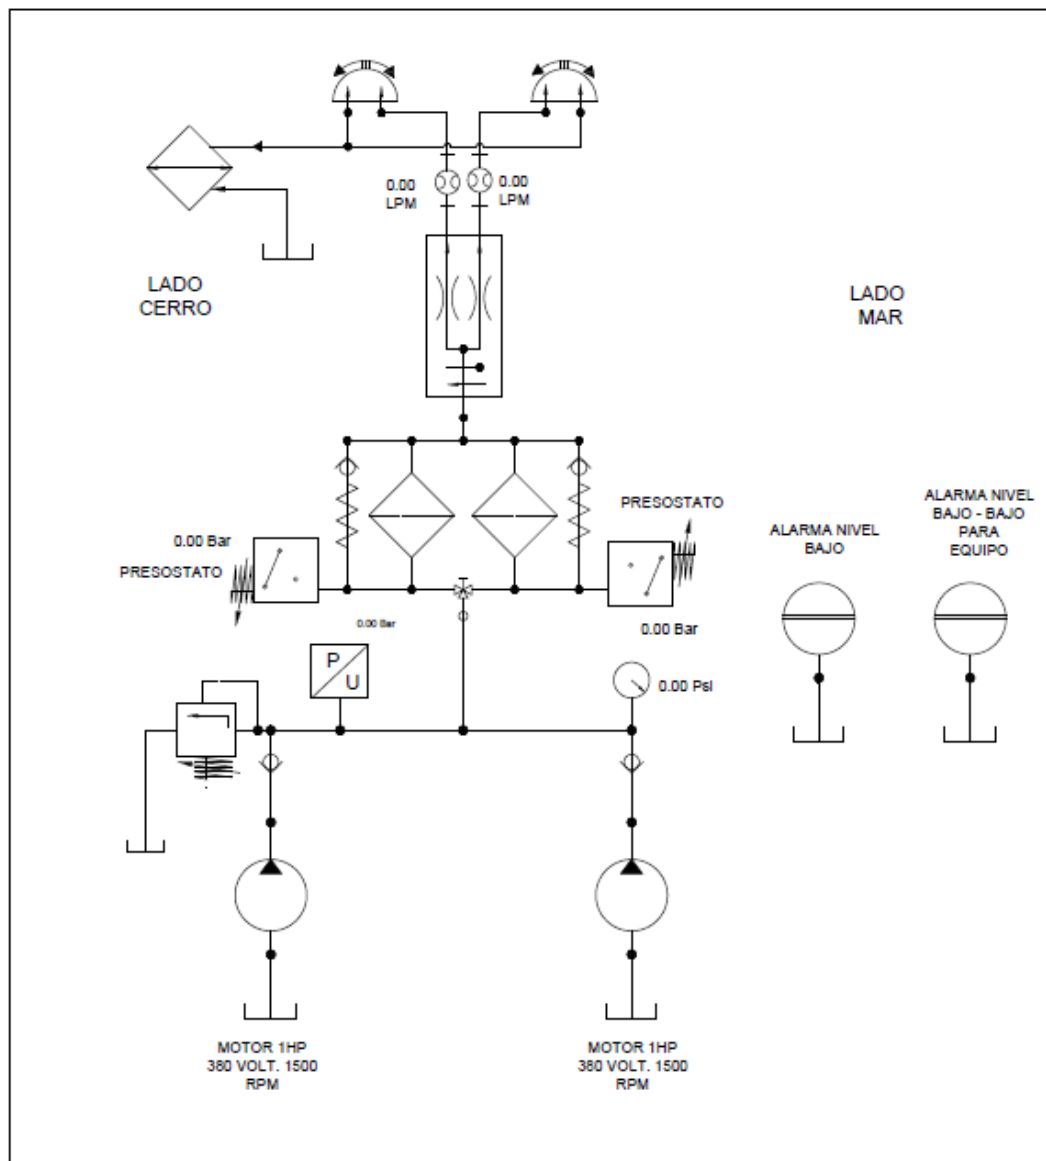 0.00
LPM
0.00
LPM
LADO
CERRO
LADO
MAR
0.00 Bar
PRESOSTATO
PRESOSTATO
0.00 Bar
0.00 Bar
ALARMA NIVEL
BAJO
ALARMA NIVEL
BAJO - BAJO
PARA
EQUIPO
P
U
0.00 Psi
MOTOR 1HP
380 VOLT. 1500
RPM
MOTOR 1HP
380 VOLT. 1500
RPM